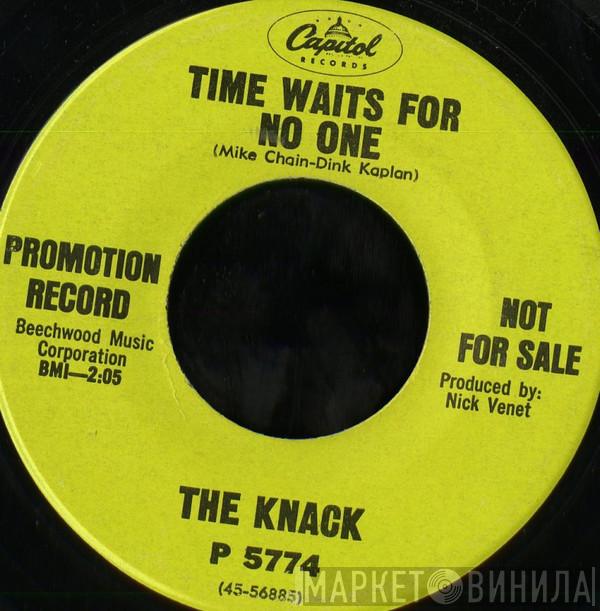 Capitol
RECORDS
TIME WAITS FOR
NO ONE
(Mike Chain-Dink Kaplan)
PROMOTION
RECORD
Beechwood Music
Corporation
BMI—2:05
NOT
FOR SALE
Produced by:
Nick Venet
THE KNACK
P 5774
(45-56885)
МАРКЕТ ВИНИЛА